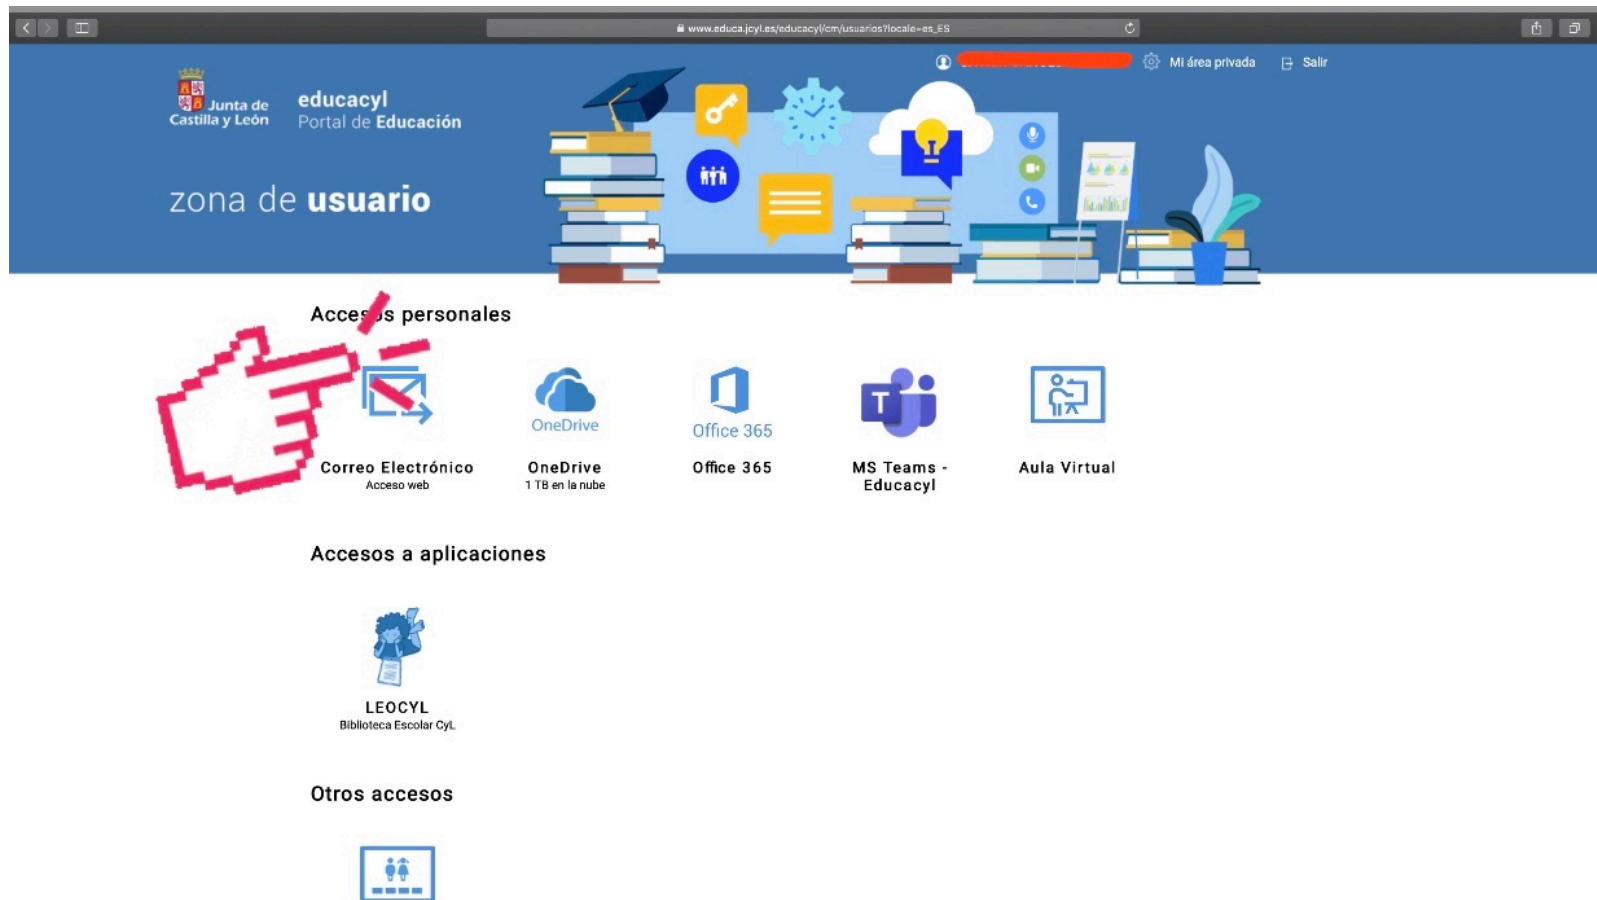 www.educa.jcyl.es/educacyl/cm/usuarios?locale=es_ES
Mi área privada
Salir
Junta de
Castilla y León
educacyl
Portal de Educación
zona de usuario
Accesos personales
OneDrive
Office 365
T
Correo Electrónico
Acceso web
OneDrive
1 TB en la nube
Office 365
MS Teams -
Educacyl
Aula Virtual
Accesos a aplicaciones
LEOCYL
Biblioteca Escolar CyL
Otros accesos